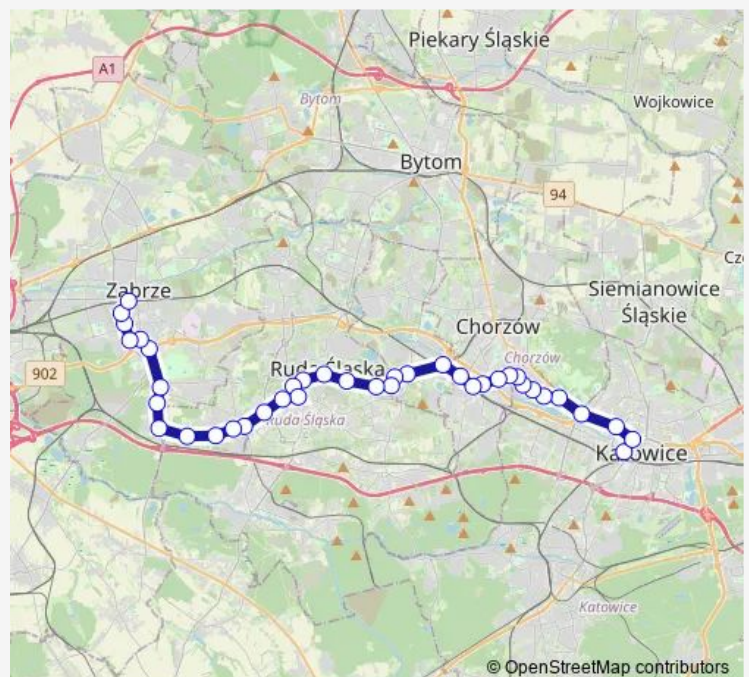 Piekary Śląskie
A1
Bytom
Wojkowice
Bytom
94
Cze
Zabrze
Siemianowice
Śląskie
Chorzów
Chorzów
902
Ruda Śląska
Ruda Śląska
Katowice
Katowice
© OpenStreetMap contributors